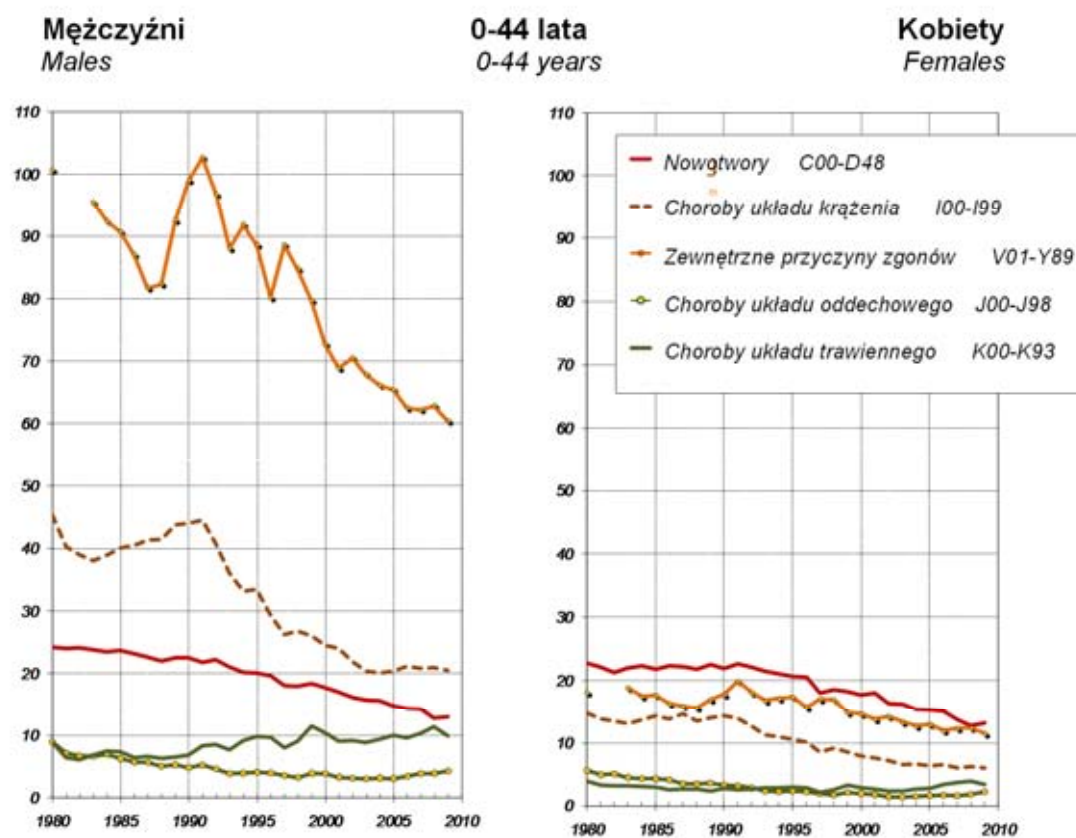 Mężczyźni 0-44 lata Kobiety
Males 0-44 years Females
110
100
90
80
70
60
50
40
30
20
10
0
1980 1985 1990 1995 2000 2005 2010
110
100
90
80
70
60
50
40
30
20
10
0
1980 1985 1990 1995 2000 2005 2010
Nowotwory C00-D48
Choroby układu krążenia I00-I99
Zewnętrzne przyczyny zgonów V01-Y89
Choroby układu oddechowego J00-J98
Choroby układu trawiennego K00-K93